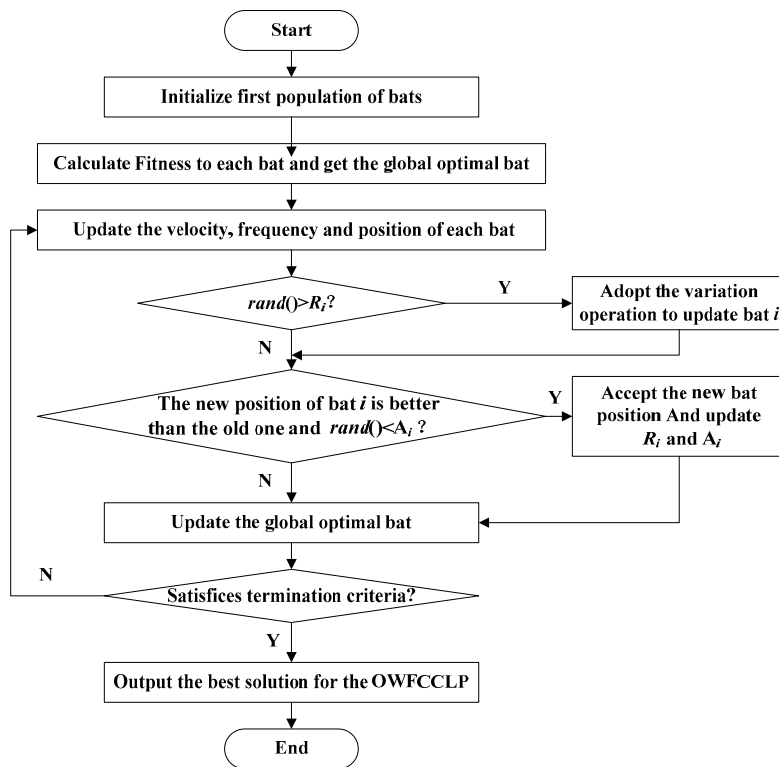 Start
Initialize first population of bats
Calculate Fitness to each bat and get the global optimal bat
Update the velocity, frequency and position of each bat
rand()>Ri?
Y
Adopt the variation
operation to update bat i
N
The new position of bat i is better
than the old one and rand()<Ai ?
Y
Accept the new bat
position And update
Ri and Ai
N
Update the global optimal bat
N
Satisfices termination criteria?
Y
Output the best solution for the OWFCCLP
End